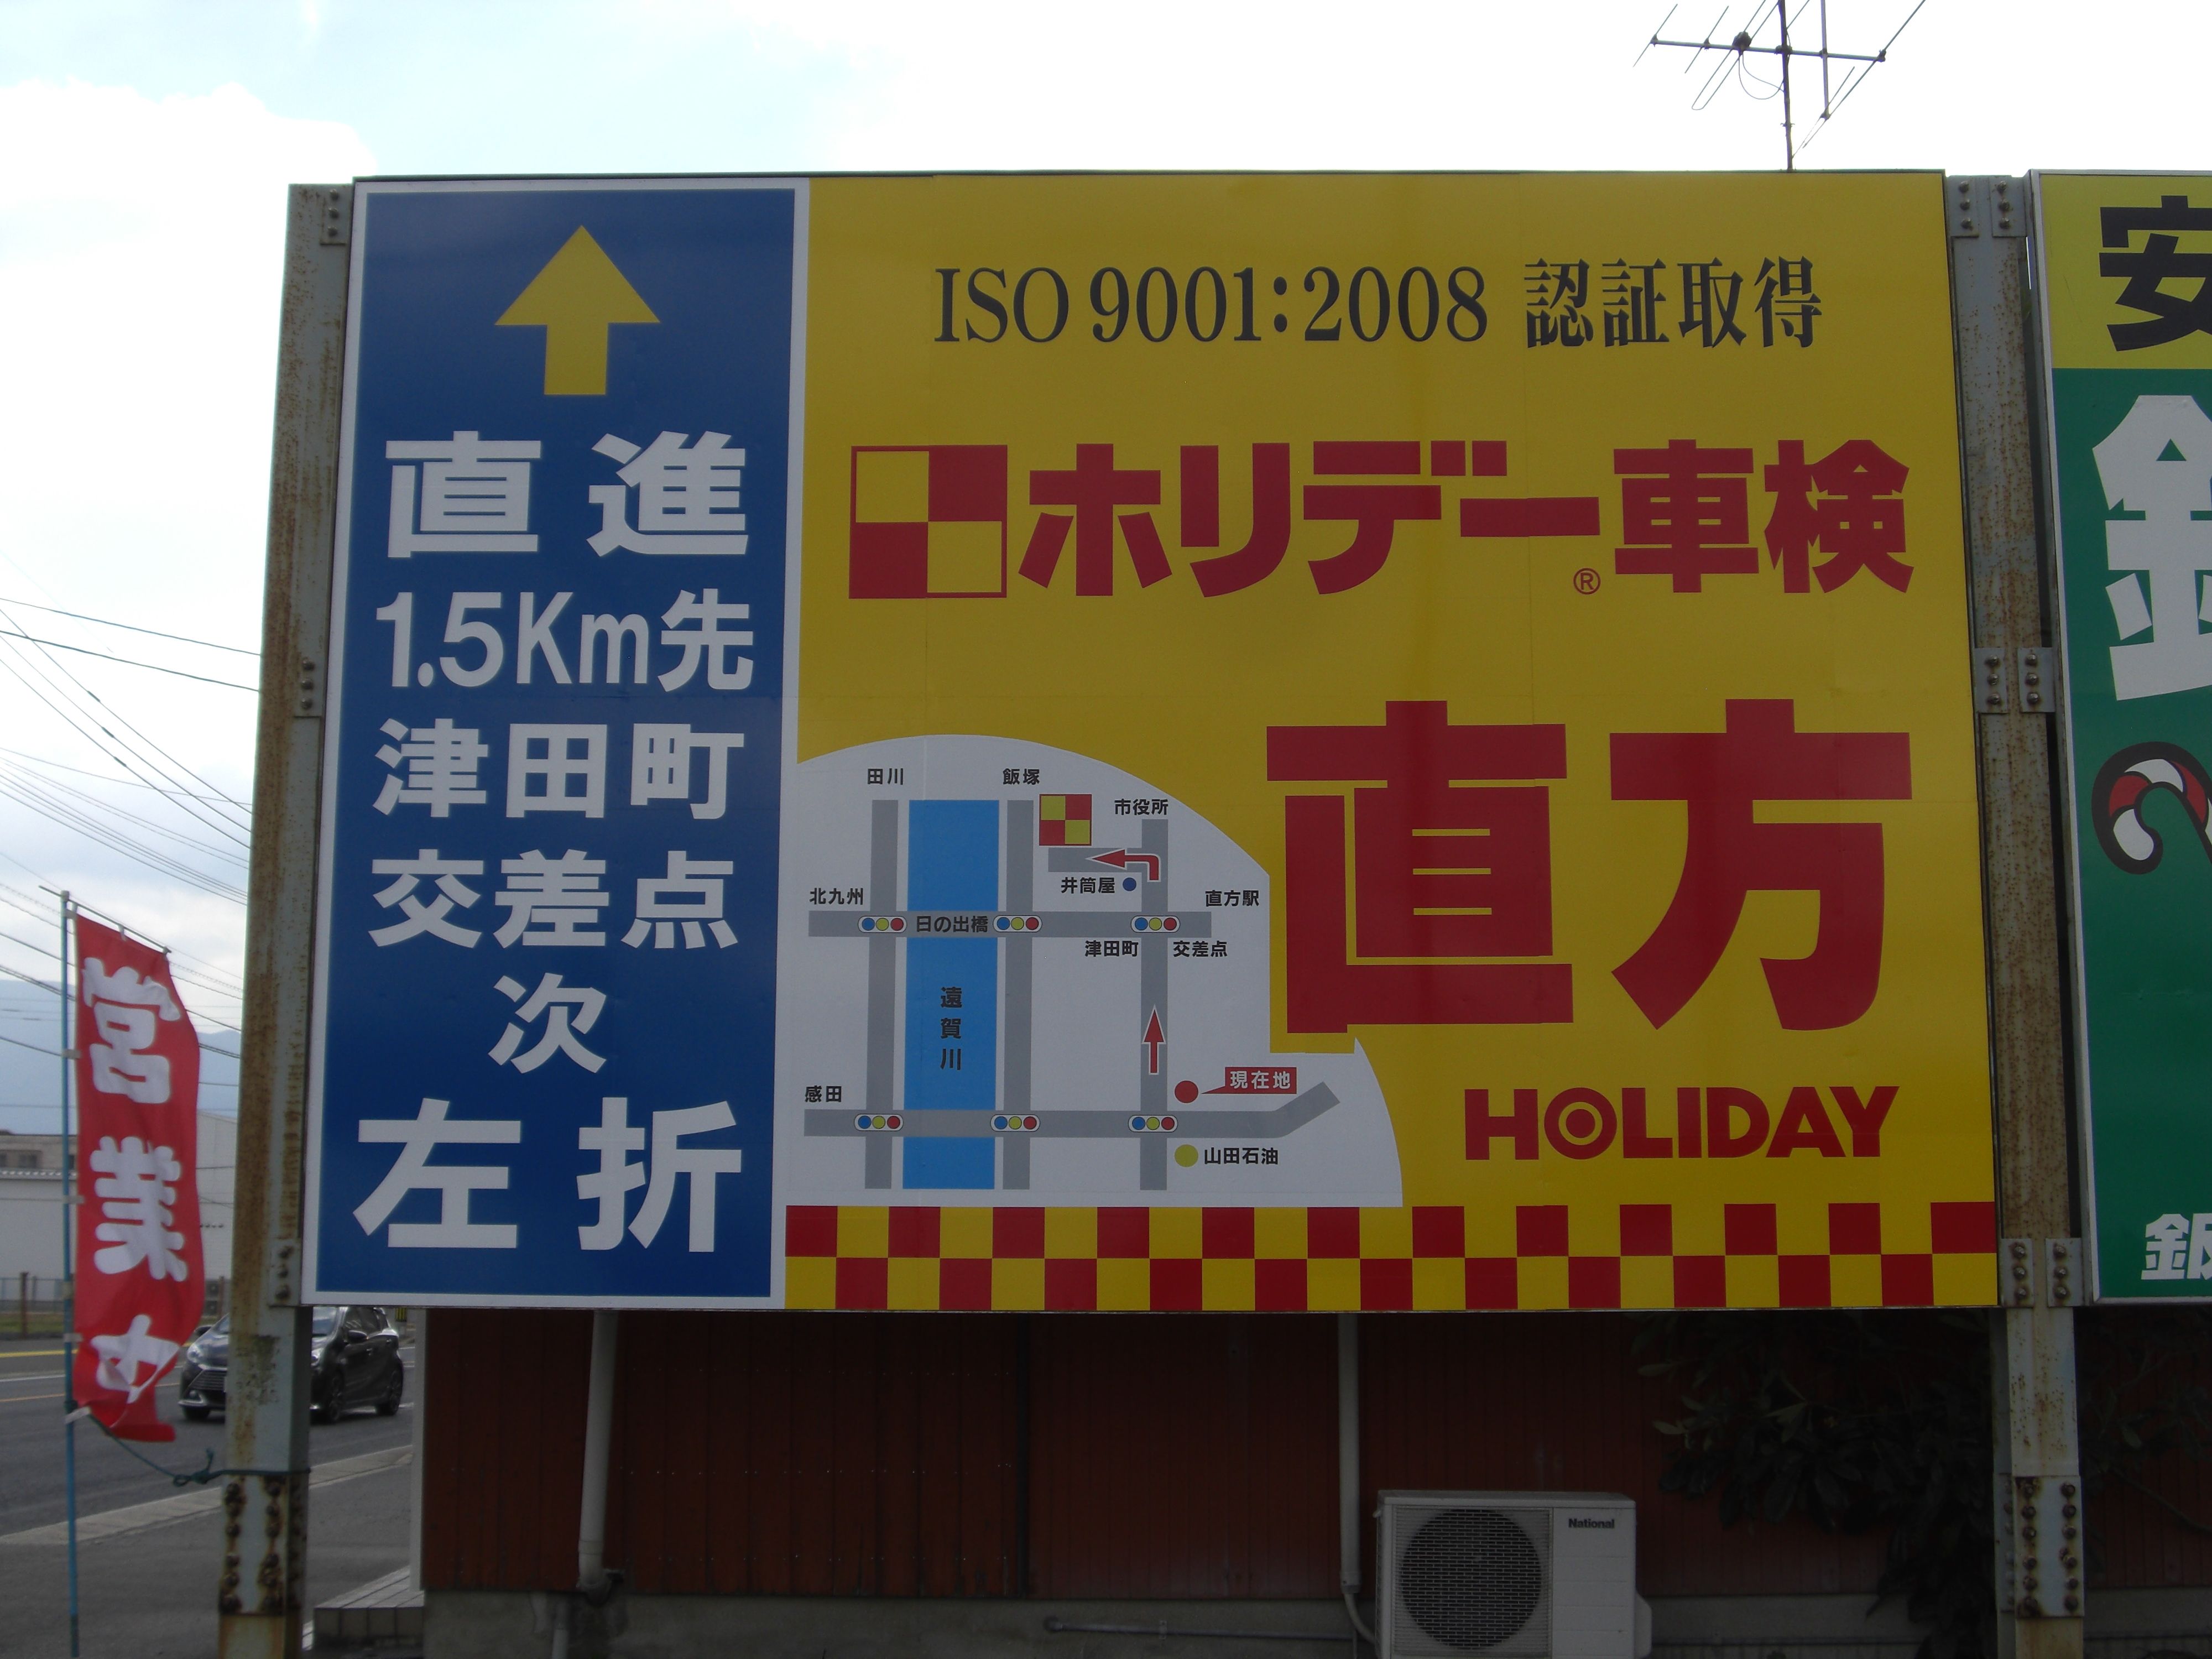 直進
1.5Km先
津田町
交差点
次
左折
ISO 9001:2008 認証取得
ホリデー車検
®
直方
HOLIDAY
田川
飯塚
市役所
井筒屋
北九州
日の出橋
直方駅
津田町 交差点
遠賀川
現在地
感田
山田石油
営業中
安
鈑
National